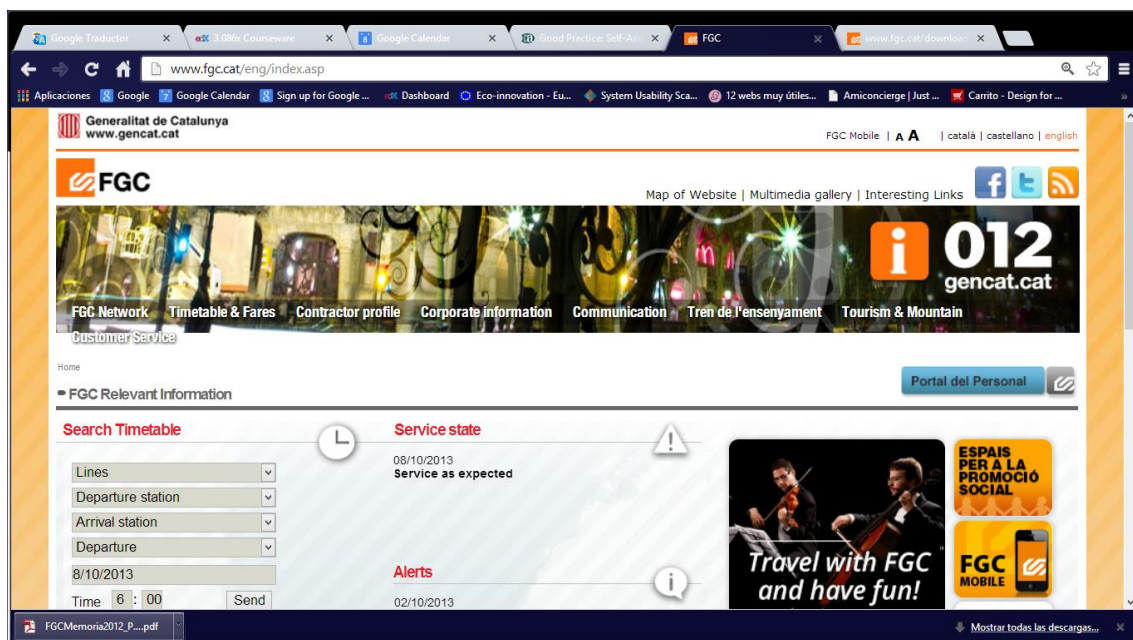 Google Traductor
edX 3.086x Courseware
8 Google Calendar
Good Practice: Self-As
FGC
www.fgc.cat/downloa
www.fgc.cat/eng/index.asp
Aplicaciones 8 Google 7 Google Calendar 8 Sign up for Google ... edX Dashboard Eco-innovation - Eu... System Usability Sca... 12 webs muy útiles... Amiconcierge | Just ... Carrito - Design for ... »
Generalitat de Catalunya
www.gencat.cat
FGC Mobile | A A | català | castellano | english
FGC
Map of Website | Multimedia gallery | Interesting Links
f t
i 012
gencat.cat
FGC Network Timetable & Fares Contractor profile Corporate information Communication Tren de l'ensenyament Tourism & Mountain
Customer Service
Home
Portal del Personal
FGC Relevant Information
Search Timetable
Lines
Departure station
Arrival station
Departure
8/10/2013
Time 6 : 00 Send
Service state
08/10/2013
Service as expected
Alerts
i
02/10/2013
Travel with FGC
and have fun!
ESPAIS
PER A LA
PROMOCIÓ
SOCIAL
FGC
MOBILE
FGCMemoria2012_P....pdf
Mostrar todas las descargas...